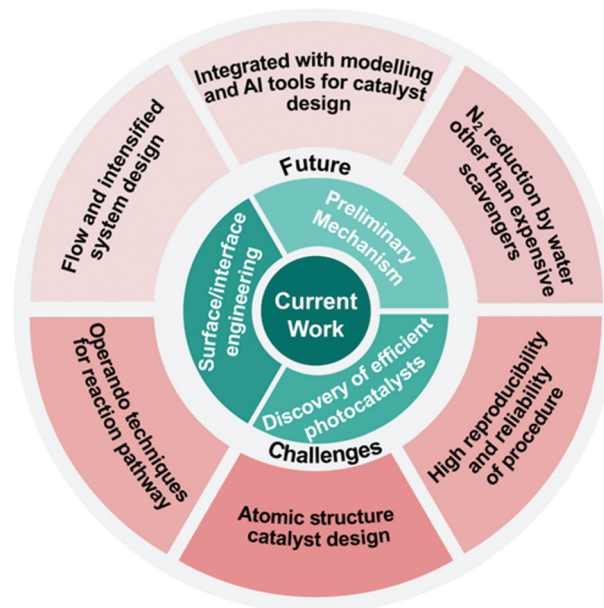 Integrated with modelling
and AI tools for catalyst
design
N₂ reduction by water
other than expensive
scavengers
High reproducibility
and reliability
of procedure
Atomic structure
catalyst design
Operando techniques
for reaction pathway
Flow and intensified
system design
Future
Preliminary
Mechanism
Discovery of efficient
photocatalsts
Surface/interface
engineering
Current
Work
Challenges